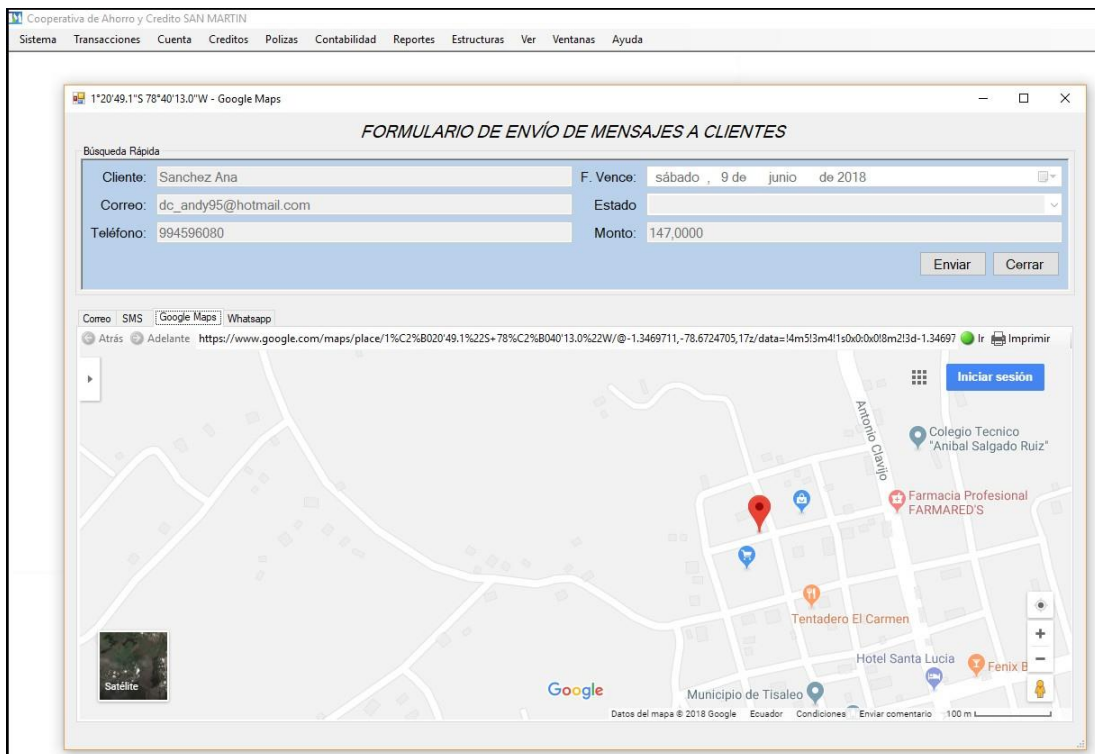 Cooperativa de Ahorro y Credito SAN MARTIN
Sistema Transacciones Cuenta Creditos Polizas Contabilidad Reportes Estructuras Ver Ventanas Ayuda
1°20'49.1"S 78°40'13.0"W - Google Maps
FORMULARIO DE ENVÍO DE MENSAJES A CLIENTES
Búsqueda Rápida
Cliente: Sanchez Ana F. Vence: sábado , 9 de junio de 2018
Correo: dc_andy95@hotmail.com Estado
Teléfono: 994596080 Monto: 147,0000
Enviar Cerrar
Correo SMS Google Maps Whatsapp
Atrás Adelante https://www.google.com/maps/place/1%C2%B020'49.1%22S+78%C2%B040'13.0%22W/@-1.3469711,-78.6724705,17z/data=!4m5!3m4!1s0x0:0x0!8m2!3d-1.34697 Ir Imprimir
Iniciar sesión
Antonio Clavijo
Colegio Tecnico
"Anibal Salgado Ruiz"
Farmacia Profesional
FARMARED'S
Tentadero El Carmen
Hotel Santa Lucía
Fenix B
Satélite
Google
Municipio de Tisaleo
Datos del mapa © 2018 Google Ecuador Condiciones Enviar comentario 100 m